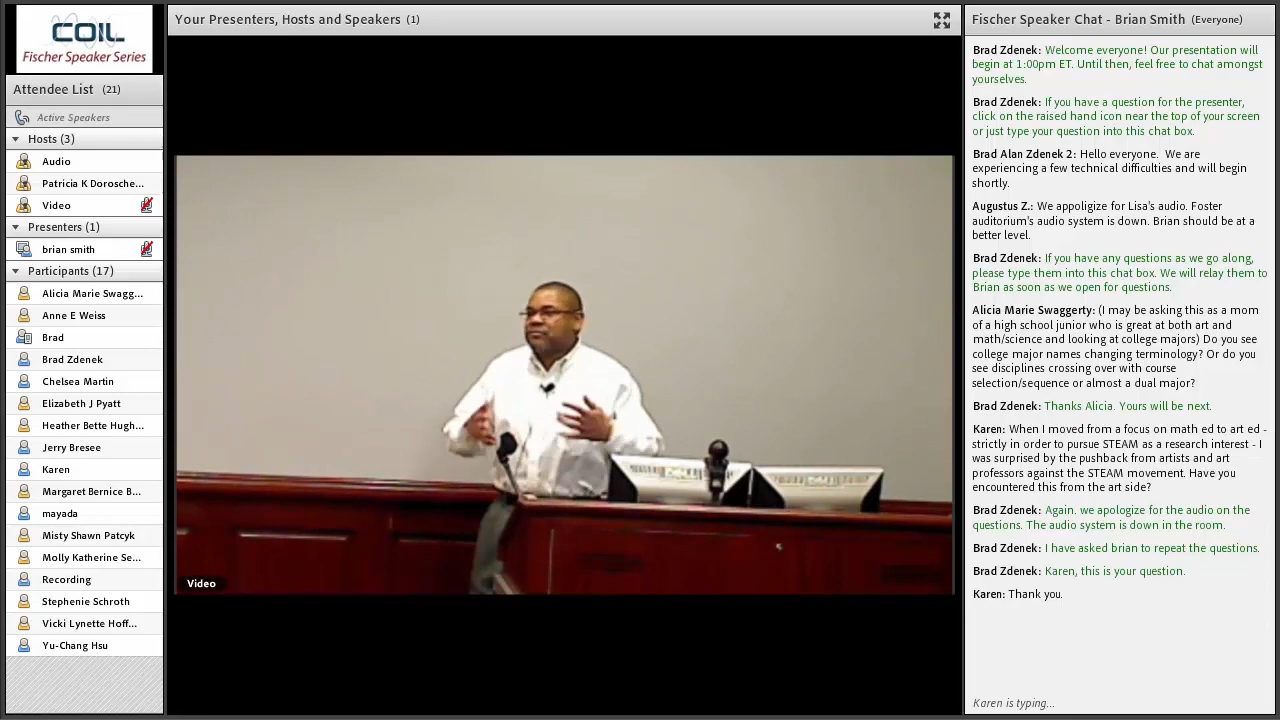 COIL
Fischer Speaker Series
Attendee List (21)
Active Speakers
Hosts (3)
Audio
Patricia K Dorosche...
Video
Presenters (1)
brian smith
Participants (17)
Alicia Marie Swagg...
Anne E Weiss
Brad
Brad Zdenek
Chelsea Martin
Elizabeth J Pyatt
Heather Bette Hugh...
Jerry Bresee
Karen
Margaret Bernice B...
mayada
Misty Shawn Patcyk
Molly Katherine Se...
Recording
Stephenie Schroth
Vicki Lynette Hoff...
Yu-Chang Hsu
Your Presenters, Hosts and Speakers (1)
Video
Fischer Speaker Chat - Brian Smith (Everyone)
Brad Zdenek: Welcome everyone! Our presentation will
begin at 1:00pm ET. Until then, feel free to chat amongst
yourselves.
Brad Zdenek: If you have a question for the presenter,
click on the raised hand icon near the top of your screen
or just type your question into this chat box.
Brad Alan Zdenek 2: Hello everyone. We are
experiencing a few technical difficulties and will begin
shortly.
Augustus Z.: We appoligize for Lisa's audio. Foster
auditorium's audio system is down. Brian should be at a
better level.
Brad Zdenek: If you have any questions as we go along,
please type them into this chat box. We will relay them to
Brian as soon as we open for questions.
Alicia Marie Swaggerty: (I may be asking this as a mom
of a high school junior who is great at both art and
math/science and looking at college majors) Do you see
college major names changing terminology? Or do you
see disciplines crossing over with course
selection/sequence or almost a dual major?
Brad Zdenek: Thanks Alicia. Yours will be next.
Karen: When I moved from a focus on math ed to art ed -
strictly in order to pursue STEAM as a research interest - I
was surprised by the pushback from artists and art
professors against the STEAM movement. Have you
encountered this from the art side?
Brad Zdenek: Again. we apologize for the audio on the
questions. The audio system is down in the room.
Brad Zdenek: I have asked brian to repeat the questions.
Brad Zdenek: Karen, this is your question.
Karen: Thank you.
Karen is typing...